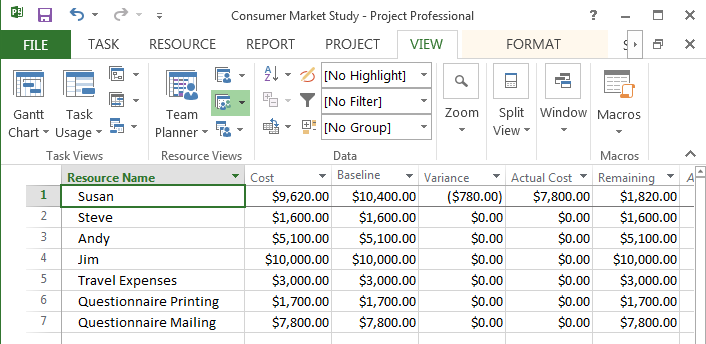 Consumer Market Study - Project Professional
FILE TASK RESOURCE REPORT PROJECT VIEW FORMAT
Gantt Chart Task Usage Team Planner [No Highlight] [No Filter] [No Group] Zoom Split View Window Macros
Task Views Resource Views Data Macros
Resource Name Cost Baseline Variance Actual Cost Remaining A
1 Susan $9,620.00 $10,400.00 ($780.00) $7,800.00 $1,820.00
2 Steve $1,600.00 $1,600.00 $0.00 $0.00 $1,600.00
3 Andy $5,100.00 $5,100.00 $0.00 $0.00 $5,100.00
4 Jim $10,000.00 $10,000.00 $0.00 $0.00 $10,000.00
5 Travel Expenses $3,000.00 $3,000.00 $0.00 $0.00 $3,000.00
6 Questionnaire Printing $1,700.00 $1,700.00 $0.00 $0.00 $1,700.00
7 Questionnaire Mailing $7,800.00 $7,800.00 $0.00 $0.00 $7,800.00